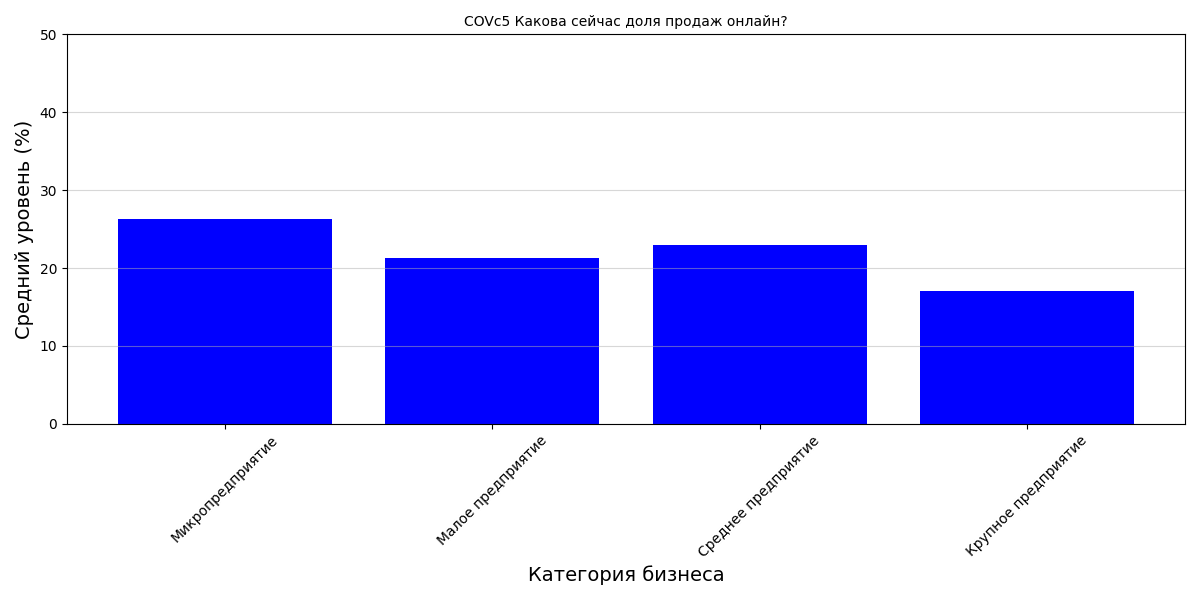 COVc5 Какова сейчас доля продаж онлайн?
Средний уровень (%)
50
40
30
20
10
0
Микропредприятие
Малое предприятие
Среднее предприятие
Крупное предприятие
Категория бизнеса